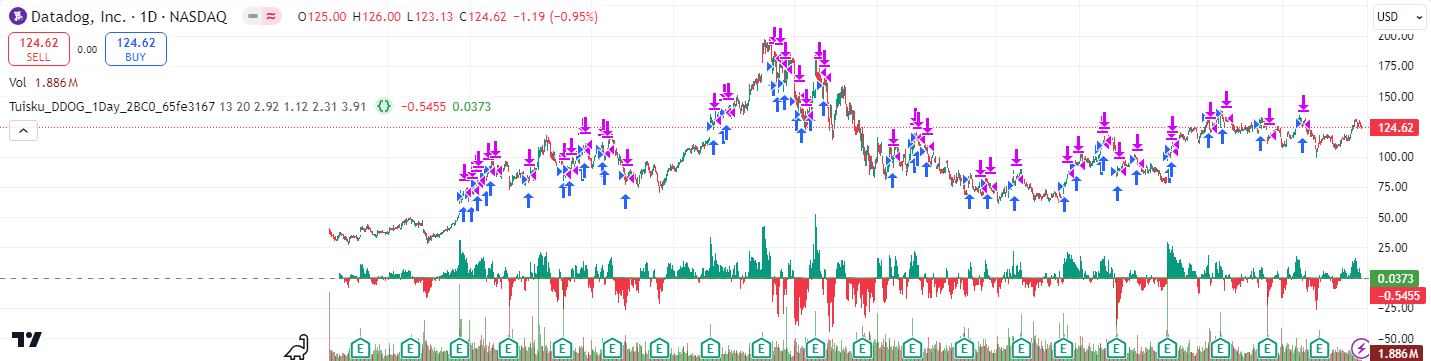 Datadog, Inc. · 1D · NASDAQ O125.00 H126.00 L123.13 C124.62 −1.19 (−0.95%)
USD
124.62 SELL 0.00 124.62 BUY
Vol 1.886 M
Tuisku_DDOG_1Day_2BC0_65fe3167 13 20 2.92 1.12 2.31 3.91 {} −0.5455 0.0373
200.00
175.00
150.00
124.62
100.00
75.00
50.00
25.00
0.0373
−0.5455
−25.00
−50.00
1.886 M
E E E E E E E E E E E E E E E E E E E E